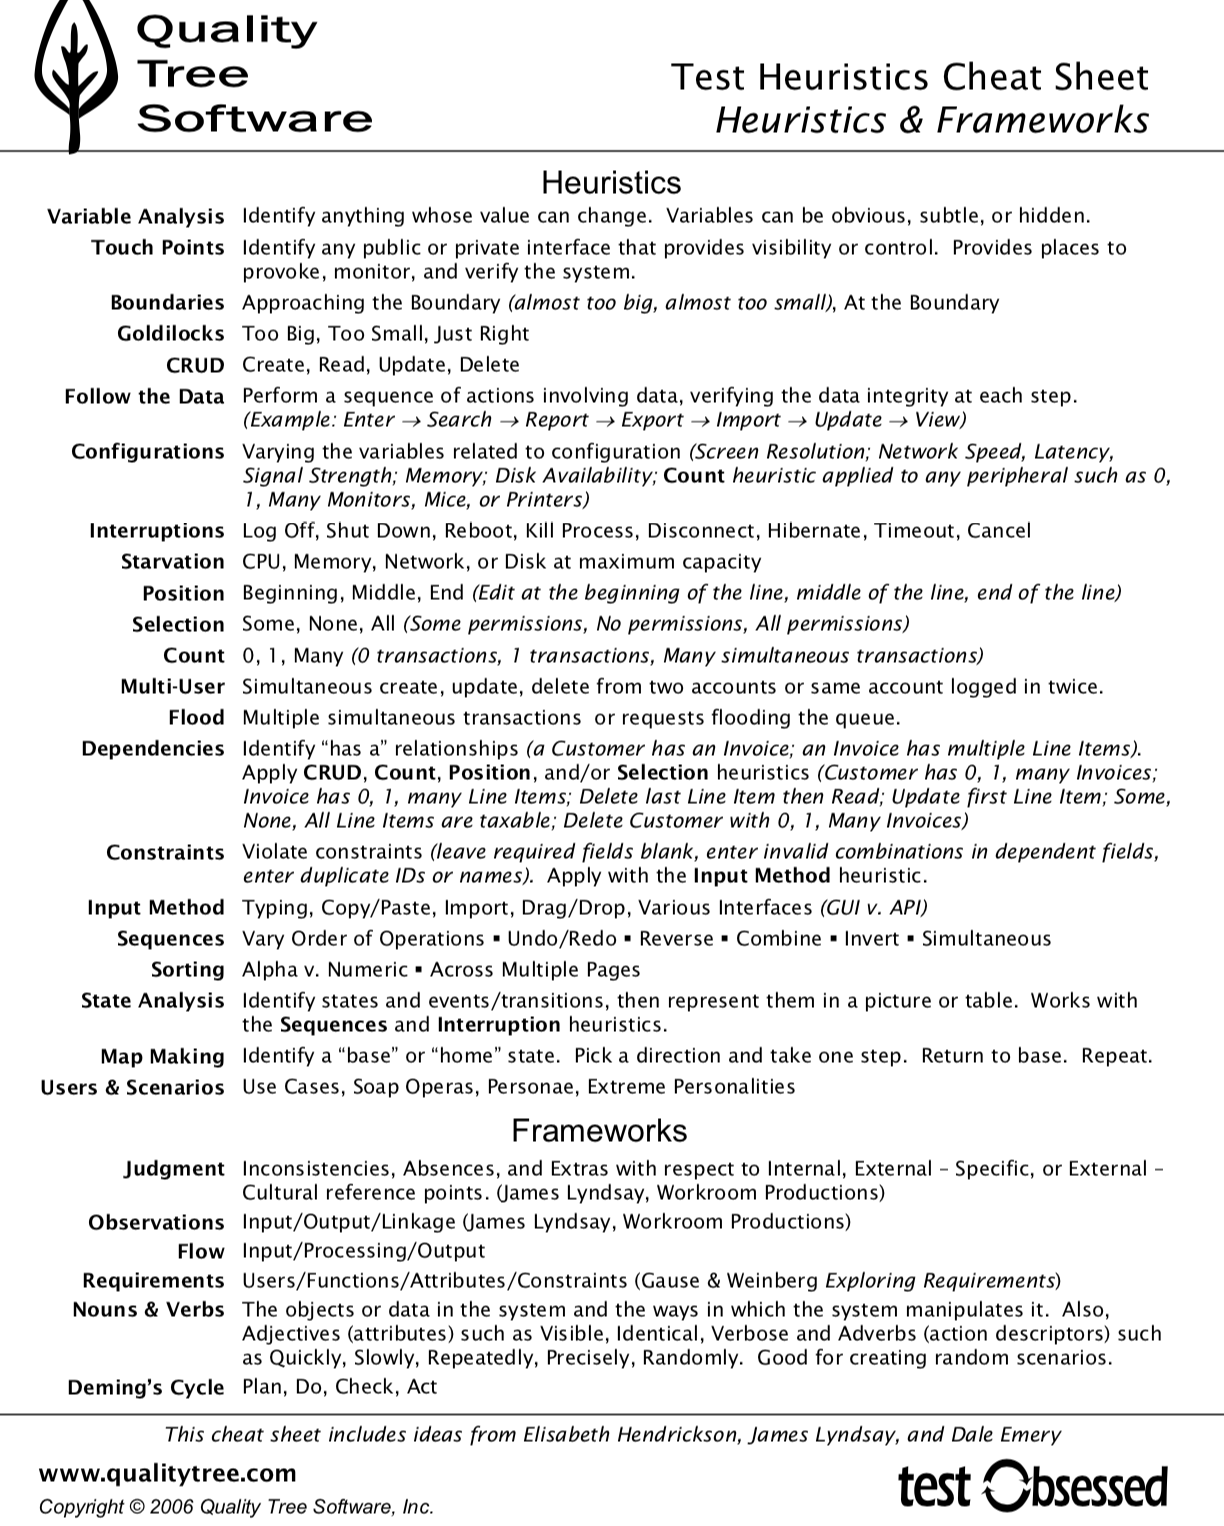 Quality
Tree
Software
Test Heuristics Cheat Sheet
Heuristics & Frameworks
Heuristics
Variable Analysis Identify anything whose value can change. Variables can be obvious, subtle, or hidden.
Touch Points Identify any public or private interface that provides visibility or control. Provides places to
provoke, monitor, and verify the system.
Boundaries Approaching the Boundary (almost too big, almost too small), At the Boundary
Goldilocks Too Big, Too Small, Just Right
CRUD Create, Read, Update, Delete
Follow the Data Perform a sequence of actions involving data, verifying the data integrity at each step.
(Example: Enter → Search → Report → Export → Import → Update → View)
Configurations Varying the variables related to configuration (Screen Resolution; Network Speed, Latency,
Signal Strength; Memory; Disk Availability; Count heuristic applied to any peripheral such as 0,
1, Many Monitors, Mice, or Printers)
Interruptions Log Off, Shut Down, Reboot, Kill Process, Disconnect, Hibernate, Timeout, Cancel
Starvation CPU, Memory, Network, or Disk at maximum capacity
Position Beginning, Middle, End (Edit at the beginning of the line, middle of the line, end of the line)
Selection Some, None, All (Some permissions, No permissions, All permissions)
Count 0, 1, Many (0 transactions, 1 transactions, Many simultaneous transactions)
Multi-User Simultaneous create, update, delete from two accounts or same account logged in twice.
Flood Multiple simultaneous transactions or requests flooding the queue.
Dependencies Identify “has a” relationships (a Customer has an Invoice; an Invoice has multiple Line Items).
Apply CRUD, Count, Position, and/or Selection heuristics (Customer has 0, 1, many Invoices;
Invoice has 0, 1, many Line Items; Delete last Line Item then Read; Update first Line Item; Some,
None, All Line Items are taxable; Delete Customer with 0, 1, Many Invoices)
Constraints Violate constraints (leave required fields blank, enter invalid combinations in dependent fields,
enter duplicate IDs or names). Apply with the Input Method heuristic.
Input Method Typing, Copy/Paste, Import, Drag/Drop, Various Interfaces (GUI v. API)
Sequences Vary Order of Operations ▪ Undo/Redo ▪ Reverse ▪ Combine ▪ Invert ▪ Simultaneous
Sorting Alpha v. Numeric ▪ Across Multiple Pages
State Analysis Identify states and events/transitions, then represent them in a picture or table. Works with
the Sequences and Interruption heuristics.
Map Making Identify a “base” or “home” state. Pick a direction and take one step. Return to base. Repeat.
Users & Scenarios Use Cases, Soap Operas, Personae, Extreme Personalities
Frameworks
Judgment Inconsistencies, Absences, and Extras with respect to Internal, External – Specific, or External –
Cultural reference points. (James Lyndsay, Workroom Productions)
Observations Input/Output/Linkage (James Lyndsay, Workroom Productions)
Flow Input/Processing/Output
Requirements Users/Functions/Attributes/Constraints (Gause & Weinberg Exploring Requirements)
Nouns & Verbs The objects or data in the system and the ways in which the system manipulates it. Also,
Adjectives (attributes) such as Visible, Identical, Verbose and Adverbs (action descriptors) such
as Quickly, Slowly, Repeatedly, Precisely, Randomly. Good for creating random scenarios.
Deming’s Cycle Plan, Do, Check, Act
This cheat sheet includes ideas from Elisabeth Hendrickson, James Lyndsay, and Dale Emery
www.qualitytree.com
Copyright © 2006 Quality Tree Software, Inc.
test Obsessed